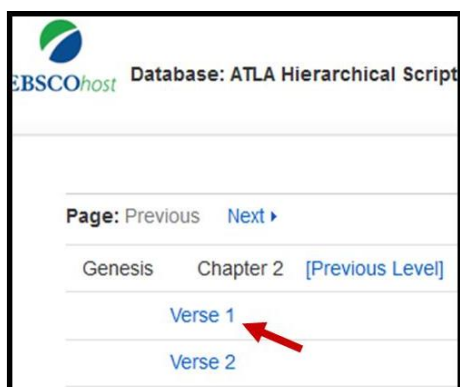 EBSCOhost Database: ATLA Hierarchical Script
Page: Previous Next
Genesis Chapter 2 [Previous Level]
Verse 1
Verse 2